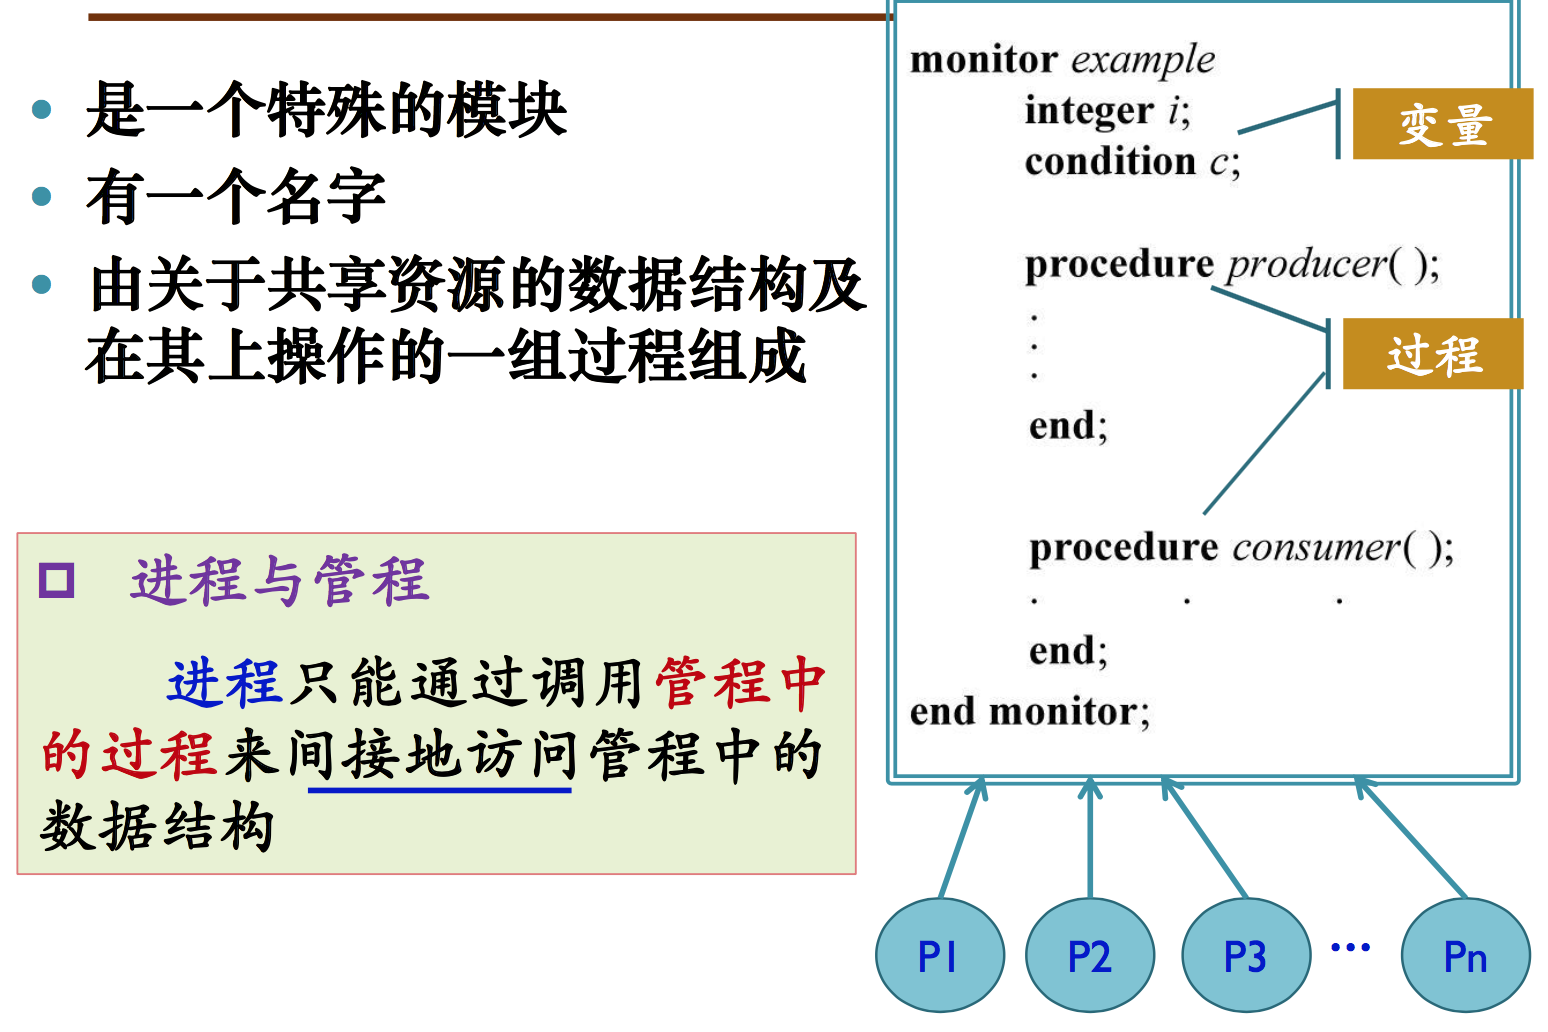 是一个特殊的模块
有一个名字
由关于共享资源的数据结构及
在其上操作的一组过程组成
进程与管程
进程只能通过调用管程中
的过程来间接地访问管程中的
数据结构
monitor example
integer i;
condition c;
变量
procedure producer( );
.
.
.
过程
end;
procedure consumer( );
. . .
end;
end monitor;
P1 P2 P3 ... Pn